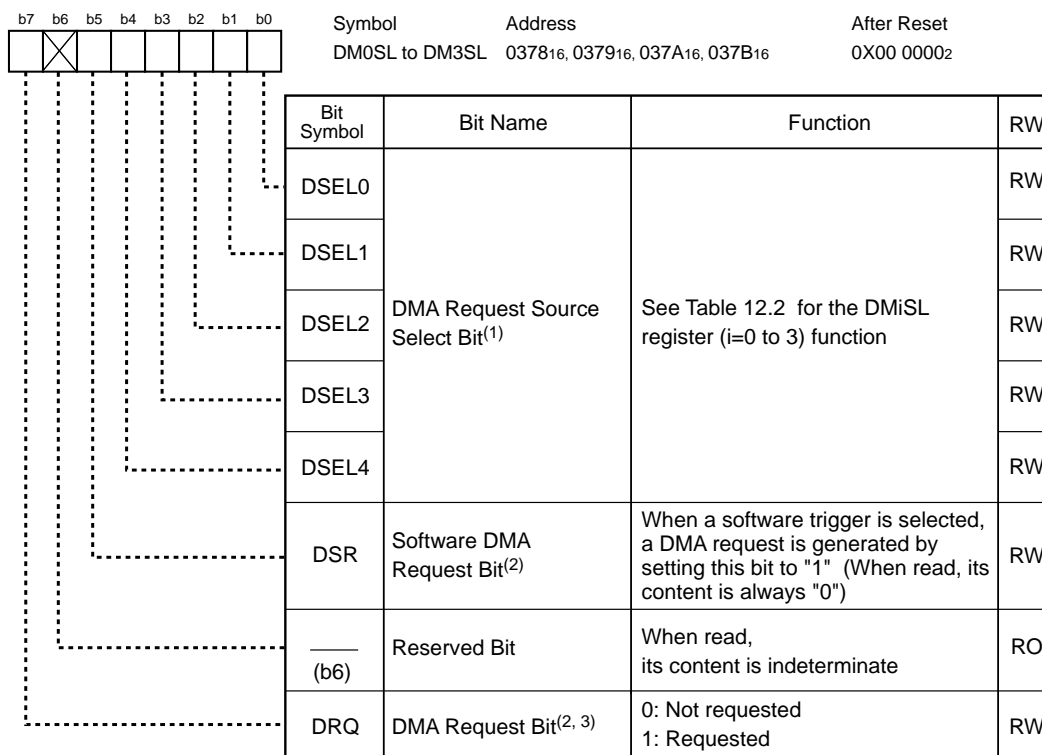 b7 b6 b5 b4 b3 b2 b1 b0
Symbol Address After Reset
DM0SL to DM3SL 037816, 037916, 037A16, 037B16 0X00 00002
Bit Symbol Bit Name Function RW
DSEL0 RW
DSEL1 RW
DSEL2 RW
DMA Request Source
Select Bit(1)
See Table 12.2 for the DMiSL
register (i=0 to 3) function
DSEL3 RW
DSEL4 RW
DSR
Software DMA
Request Bit(2)
When a software trigger is selected,
a DMA request is generated by
setting this bit to "1" (When read, its
content is always "0")
RW
(b6)
Reserved Bit
When read,
its content is indeterminate
RO
DRQ
DMA Request Bit(2, 3)
0: Not requested
1: Requested
RW